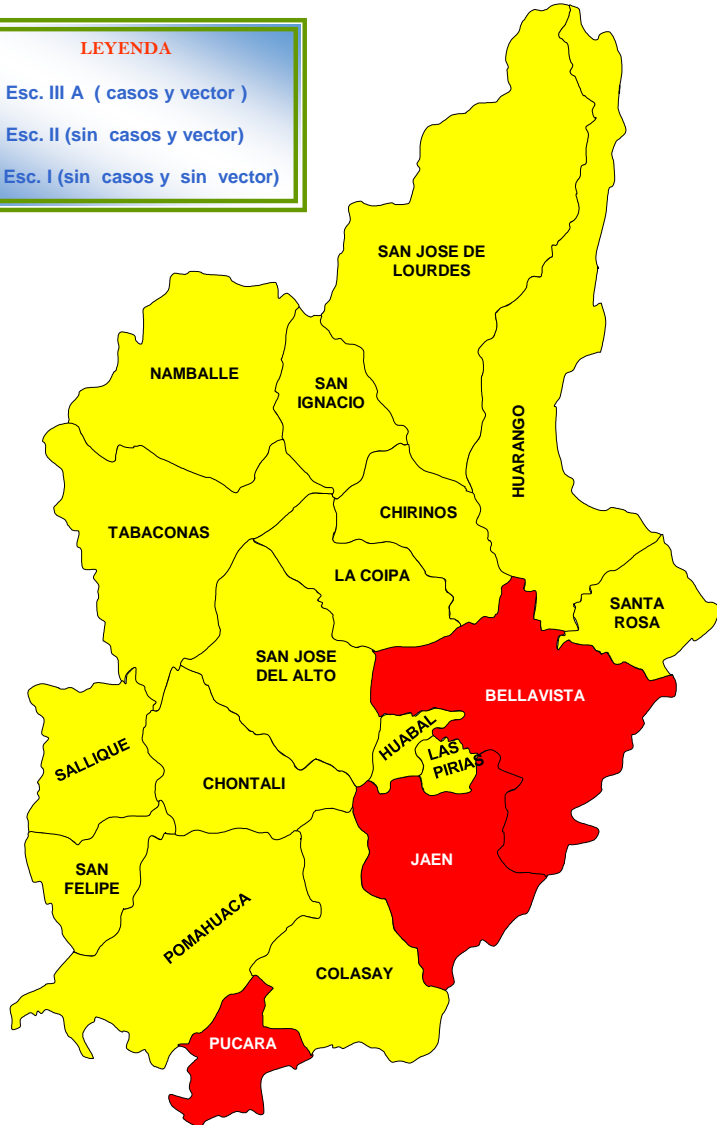 LEYENDA
Esc. III A ( casos y vector )
Esc. II (sin casos y vector)
Esc. I (sin casos y sin vector)
SAN JOSE DE
LOURDES
NAMBALLE
SAN
IGNACIO
HUARANGO
CHIRINOS
TABACONAS
LA COIPA
SANTA
ROSA
SAN JOSE
DEL ALTO
BELLAVISTA
HUABAL
LAS
PIRIAS
SALLIQUE
CHONTALI
JAEN
SAN
FELIPE
POMAHUACA
COLASAY
PUCARA